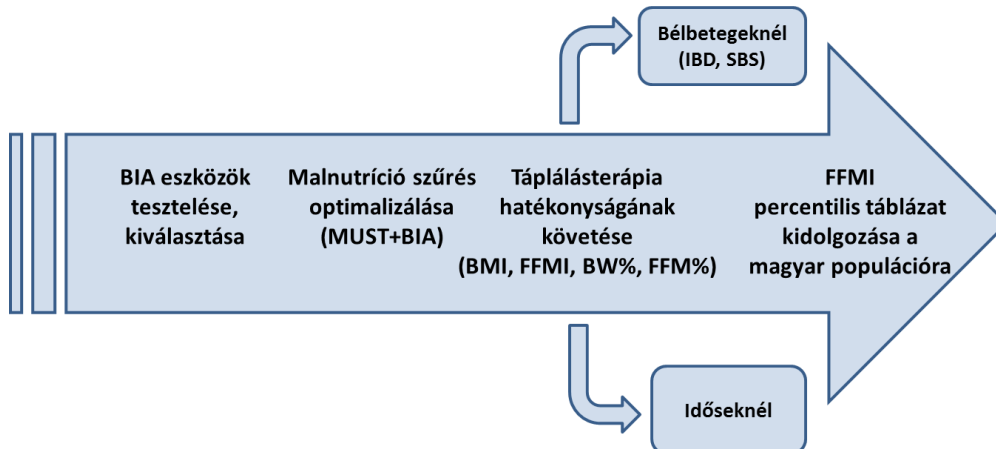 Bélbetegeknél
(IBD, SBS)
BIA eszközök
tesztelése,
kiválasztása
Malnutríció szűrés
optimalizálása
(MUST+BIA)
Táplálásterápia
hatékonyságának
követése
(BMI, FFMI, BW%, FFM%)
FFMI
percentilis táblázat
kidolgozása a
magyar populációra
Időseknél